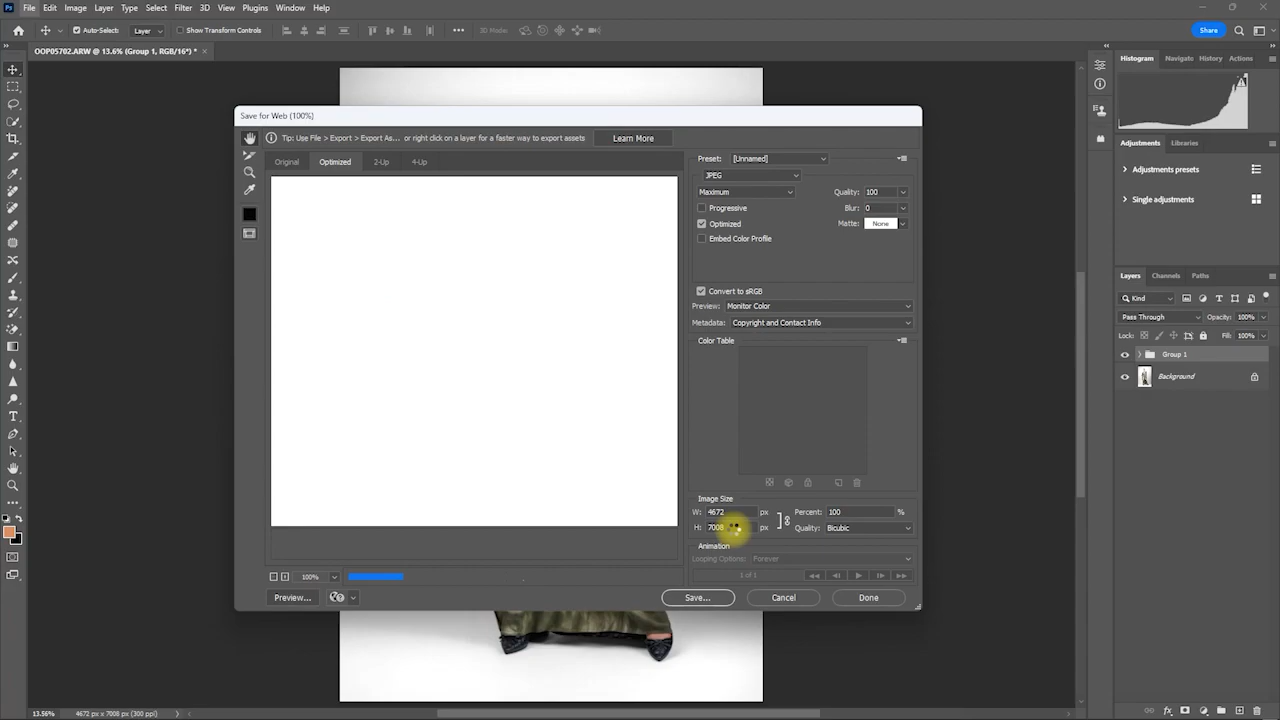 Ps File Edit Image Layer Type Select Filter 3D View Plugins Window Help
Auto-Select: Layer Show Transform Controls 3D Mode: Share
OOP05702.ARW @ 13.6% (Group 1, RGB/16*) *
Histogram Navigate History Actions
Save for Web (100%)
Tip: Use File > Export > Export As... or right click on a layer for a faster way to export assets Learn More
Original Optimized 2-Up 4-Up
Preset: [Unnamed]
JPEG
Maximum Quality: 100
Progressive Blur: 0
Optimized Matte: None
Embed Color Profile
Convert to sRGB
Preview: Monitor Color
Metadata: Copyright and Contact Info
Color Table
Image Size
W: 4672 px Percent: 100 %
H: 7008 px Quality: Bicubic
Animation
Looping Options: Forever
1 of 1
100%
Preview... Save... Cancel Done
Adjustments Libraries
Adjustments presets
Single adjustments
Layers Channels Paths
Kind
Pass Through Opacity: 100%
Lock: Fill: 100%
Group 1
Background
13.56% 4672 px x 7008 px (300 ppi)